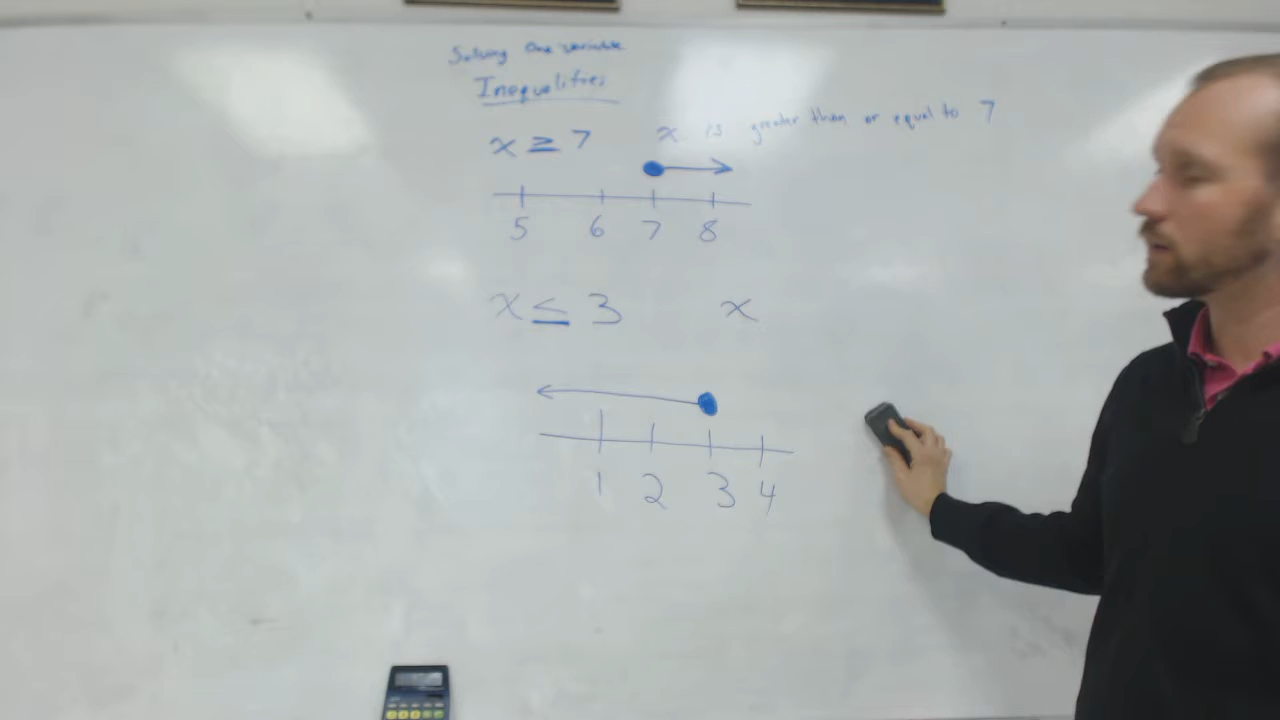 Solving One variable
Inequalities
x ≥ 7
x is greater than or equal to 7
5 6 7 8
x ≤ 3
x
1 2 3 4